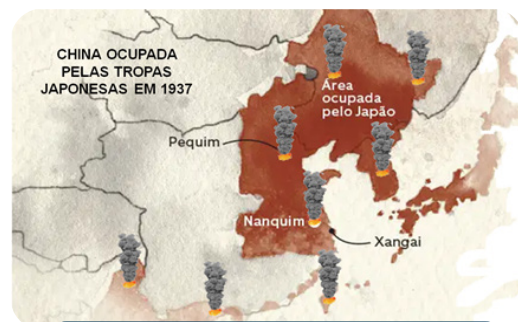 CHINA OCUPADA
PELAS TROPAS
JAPONESAS EM 1937
Área
ocupada
pelo Japão
Pequim
Nanquim
Xangai